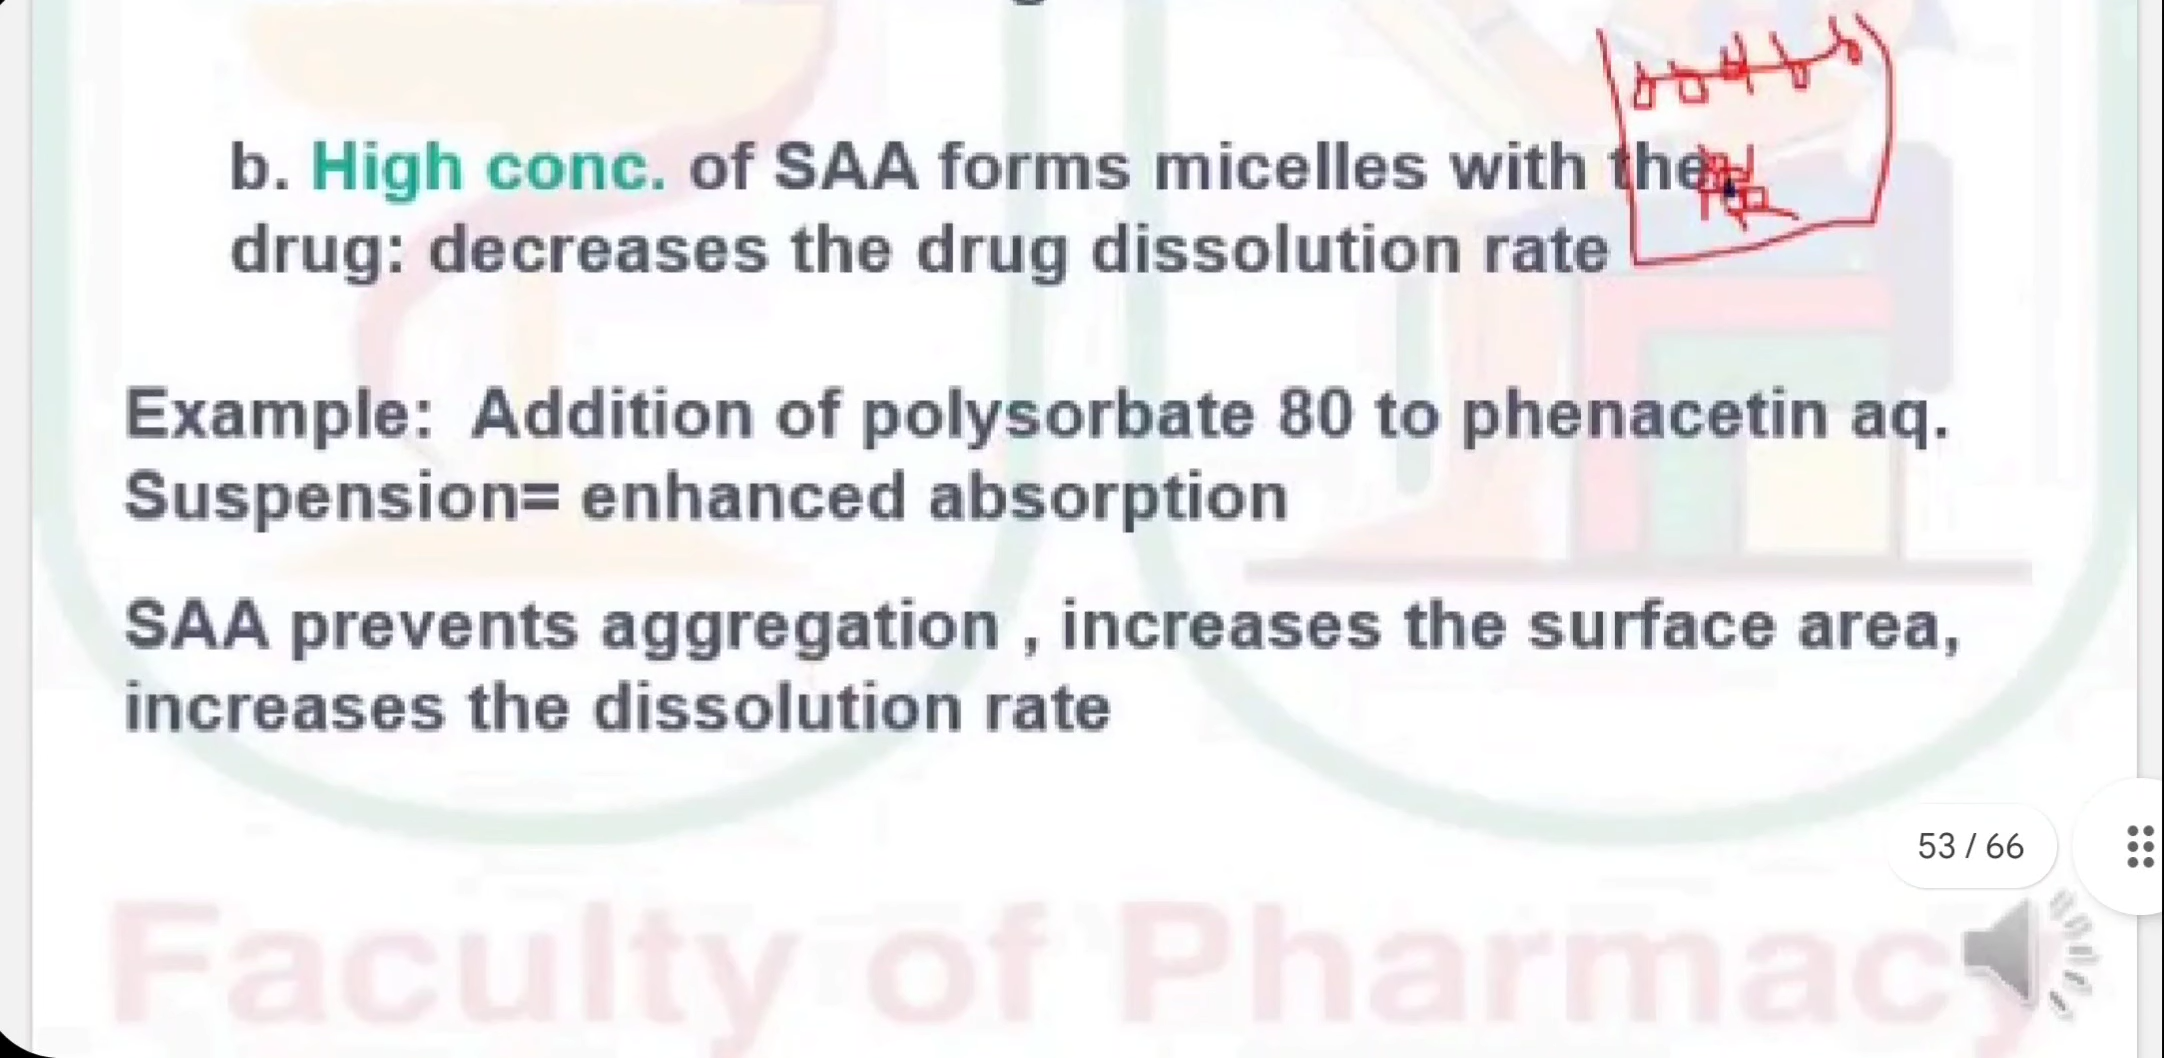 b. High conc. of SAA forms micelles with the
drug: decreases the drug dissolution rate
Example: Addition of polysorbate 80 to phenacetin aq.
Suspension= enhanced absorption
SAA prevents aggregation , increases the surface area,
increases the dissolution rate
53 / 66
Faculty of Pharmacy